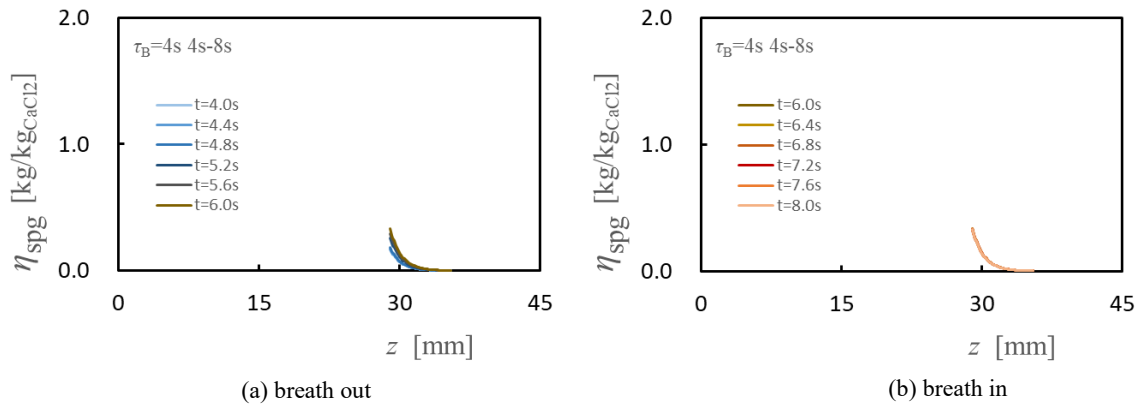 2.0
τB=4s 4s-8s
t=4.0s
t=4.4s
t=4.8s
t=5.2s
t=5.6s
t=6.0s
1.0
0.0
ηspg [kg/kgCaCl2]
0
15
30
45
z [mm]
(a) breath out
2.0
τB=4s 4s-8s
t=6.0s
t=6.4s
t=6.8s
t=7.2s
t=7.6s
t=8.0s
1.0
0.0
ηspg [kg/kgCaCl2]
0
15
30
45
z [mm]
(b) breath in